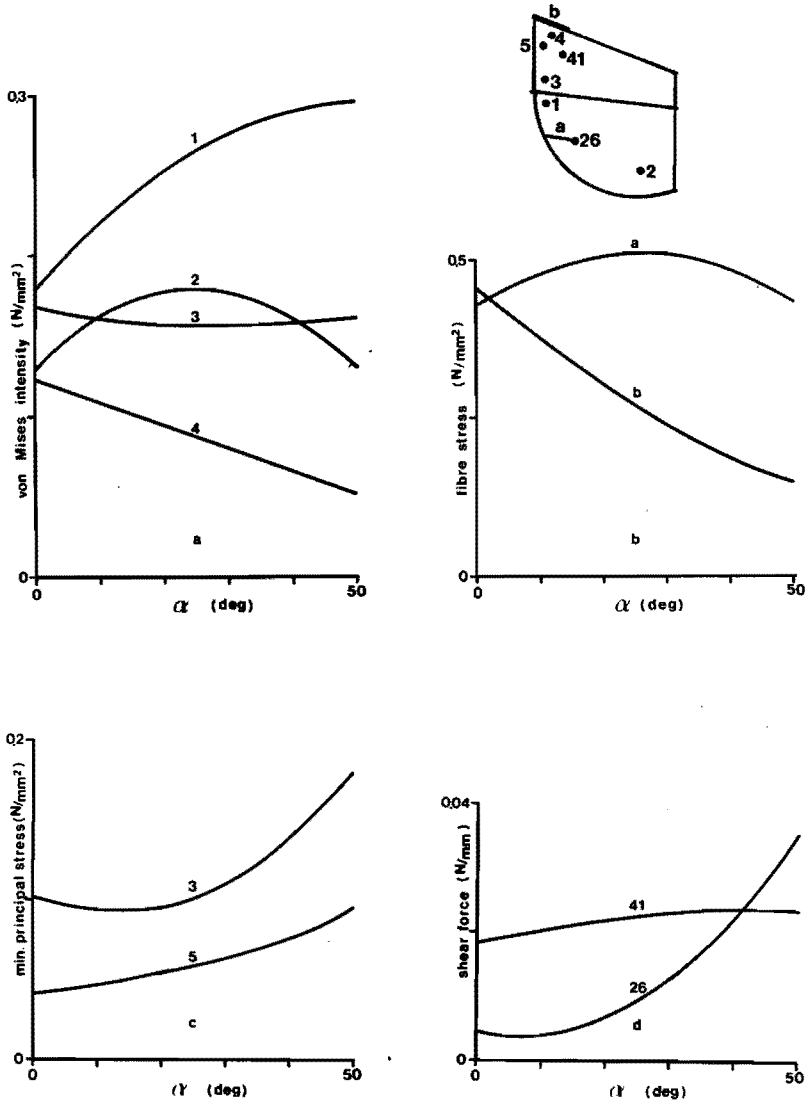 b
5
4
41
3
1
a
26
2
0,3
von Mises intensity (N/mm²)
1
2
3
4
a
0
0
50
α (deg)
0,5
fibre stress (N/mm²)
a
b
b
0
0
50
α (deg)
0,2
min. principal stress (N/mm²)
3
5
c
0
0
50
α (deg)
0,04
shear force (N/mm)
41
26
d
0
0
50
α (deg)